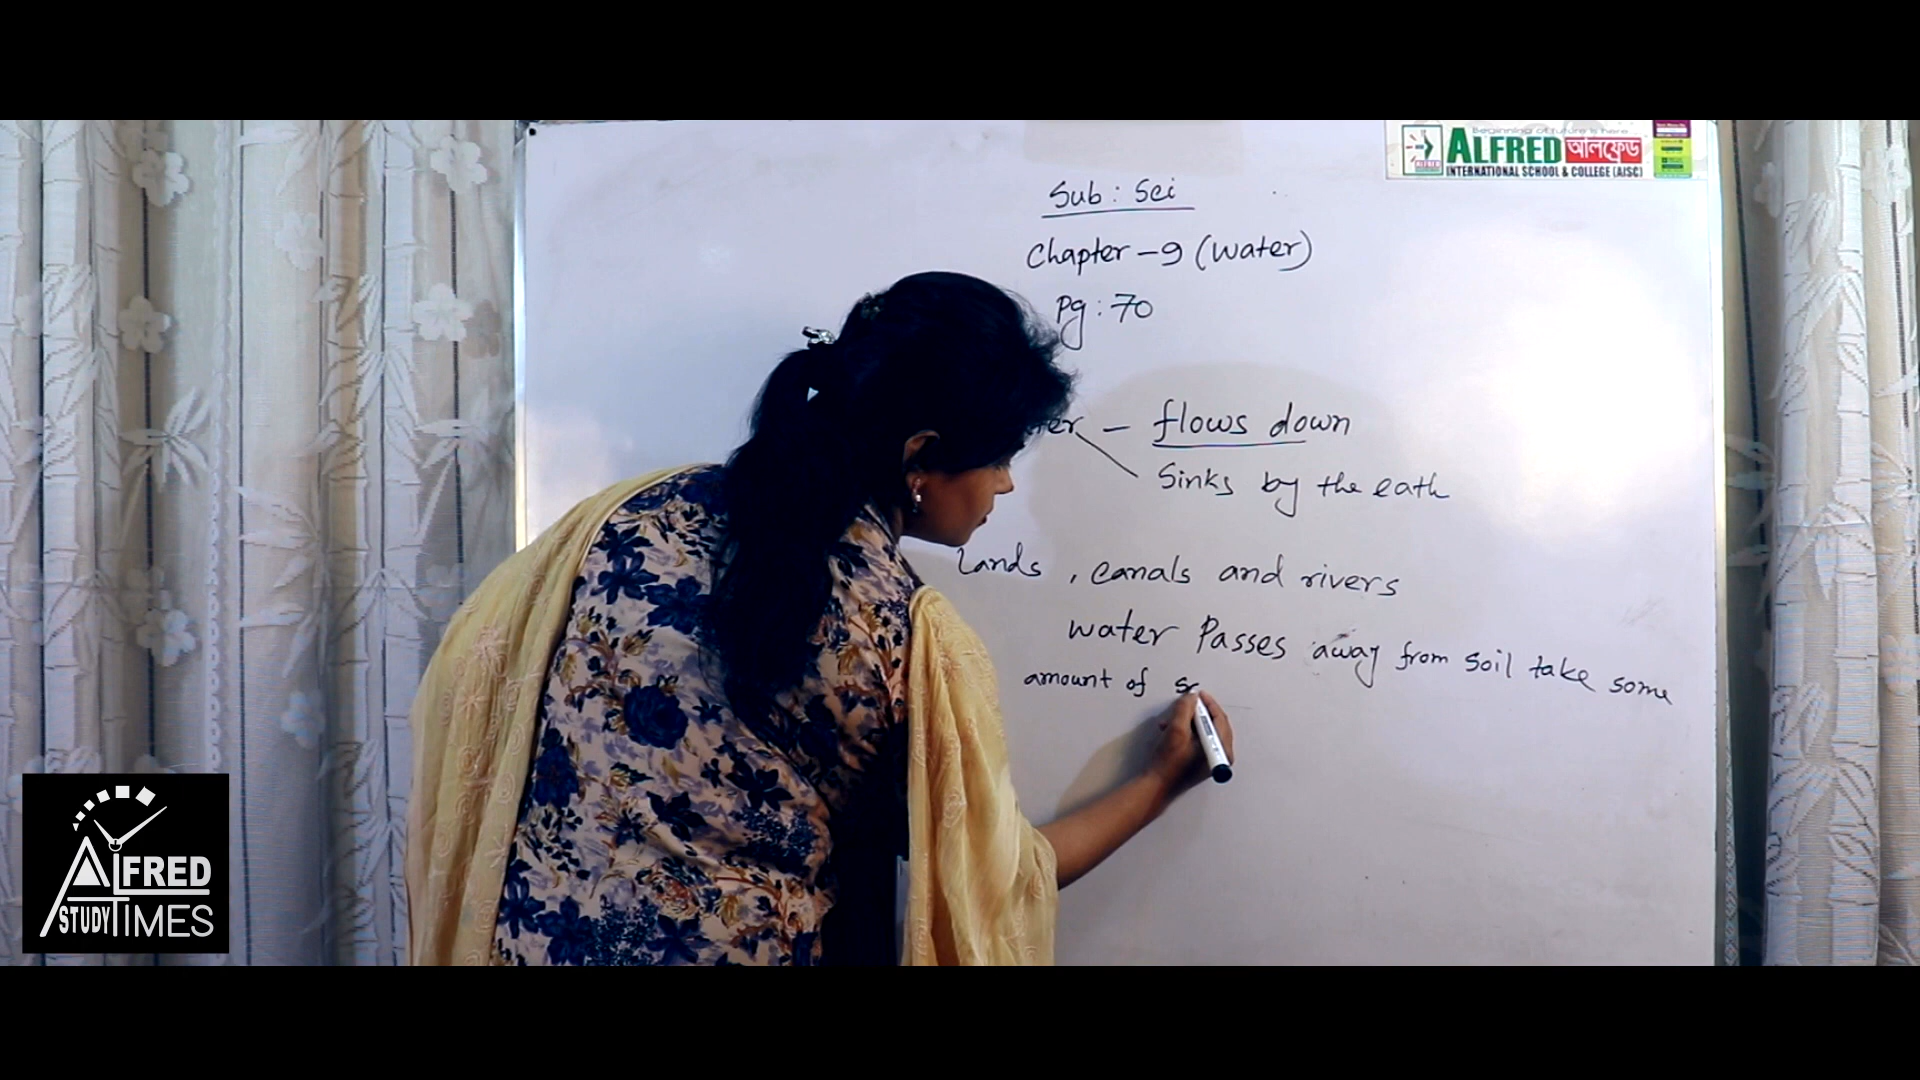 Beginning of future is here
ALFRED আলফ্রেড
INTERNATIONAL SCHOOL & COLLEGE (AISC)
Sub : Sci
Chapter - 9 (Water)
Pg : 70
ter - flows down
Sinks by the eath
Lands , canals and rivers
water Passes away from soil take some
amount of so
ALFRED
STUDY TIMES